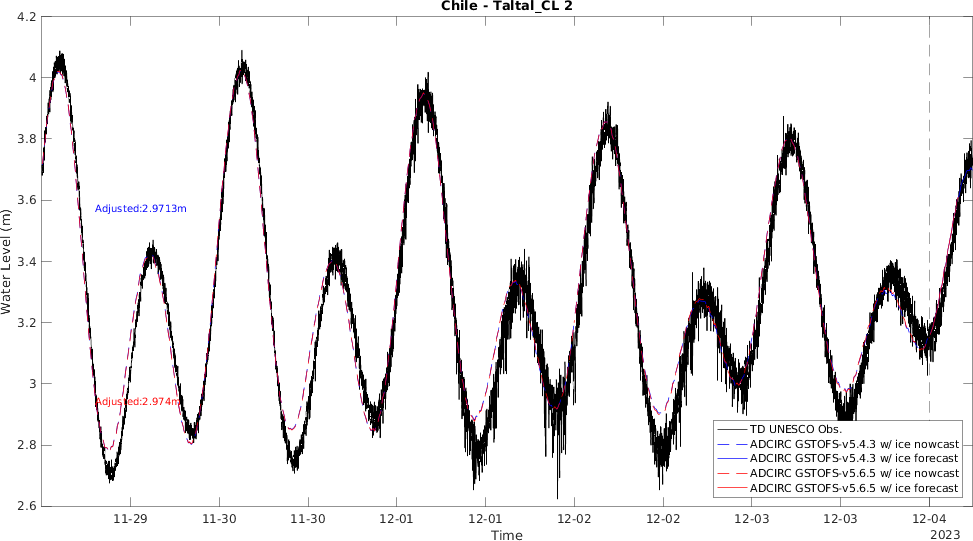 Chile - Taltal_CL 2
Water Level (m)
4.2
4
3.8
3.6
3.4
3.2
3
2.8
2.6
Adjusted:2.9713m
Adjusted:2.974m
TD UNESCO Obs.
ADCIRC GSTOFS-v5.4.3 w/ ice nowcast
ADCIRC GSTOFS-v5.4.3 w/ ice forecast
ADCIRC GSTOFS-v5.6.5 w/ ice nowcast
ADCIRC GSTOFS-v5.6.5 w/ ice forecast
11-29 11-30 11-30 12-01 12-01 12-02 12-02 12-03 12-03 12-04
Time
2023